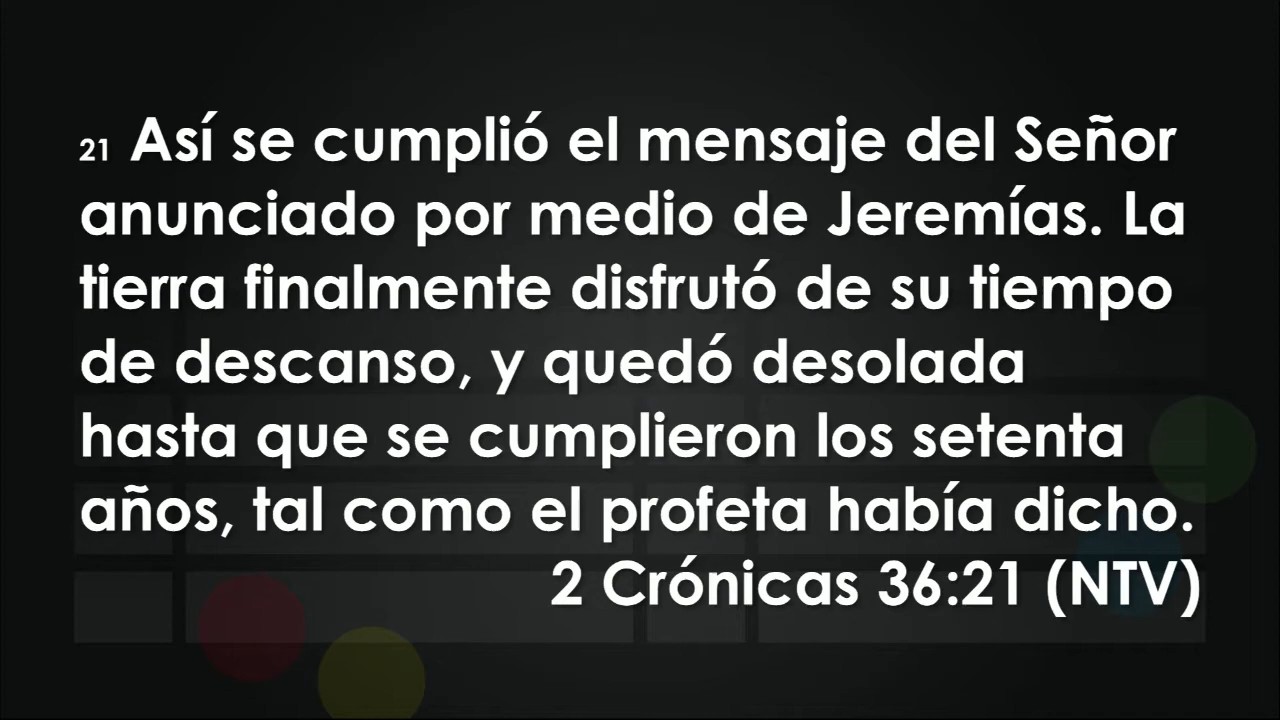 21 Así se cumplió el mensaje del Señor
anunciado por medio de Jeremías. La
tierra finalmente disfrutó de su tiempo
de descanso, y quedó desolada
hasta que se cumplieron los setenta
años, tal como el profeta había dicho.
2 Crónicas 36:21 (NTV)